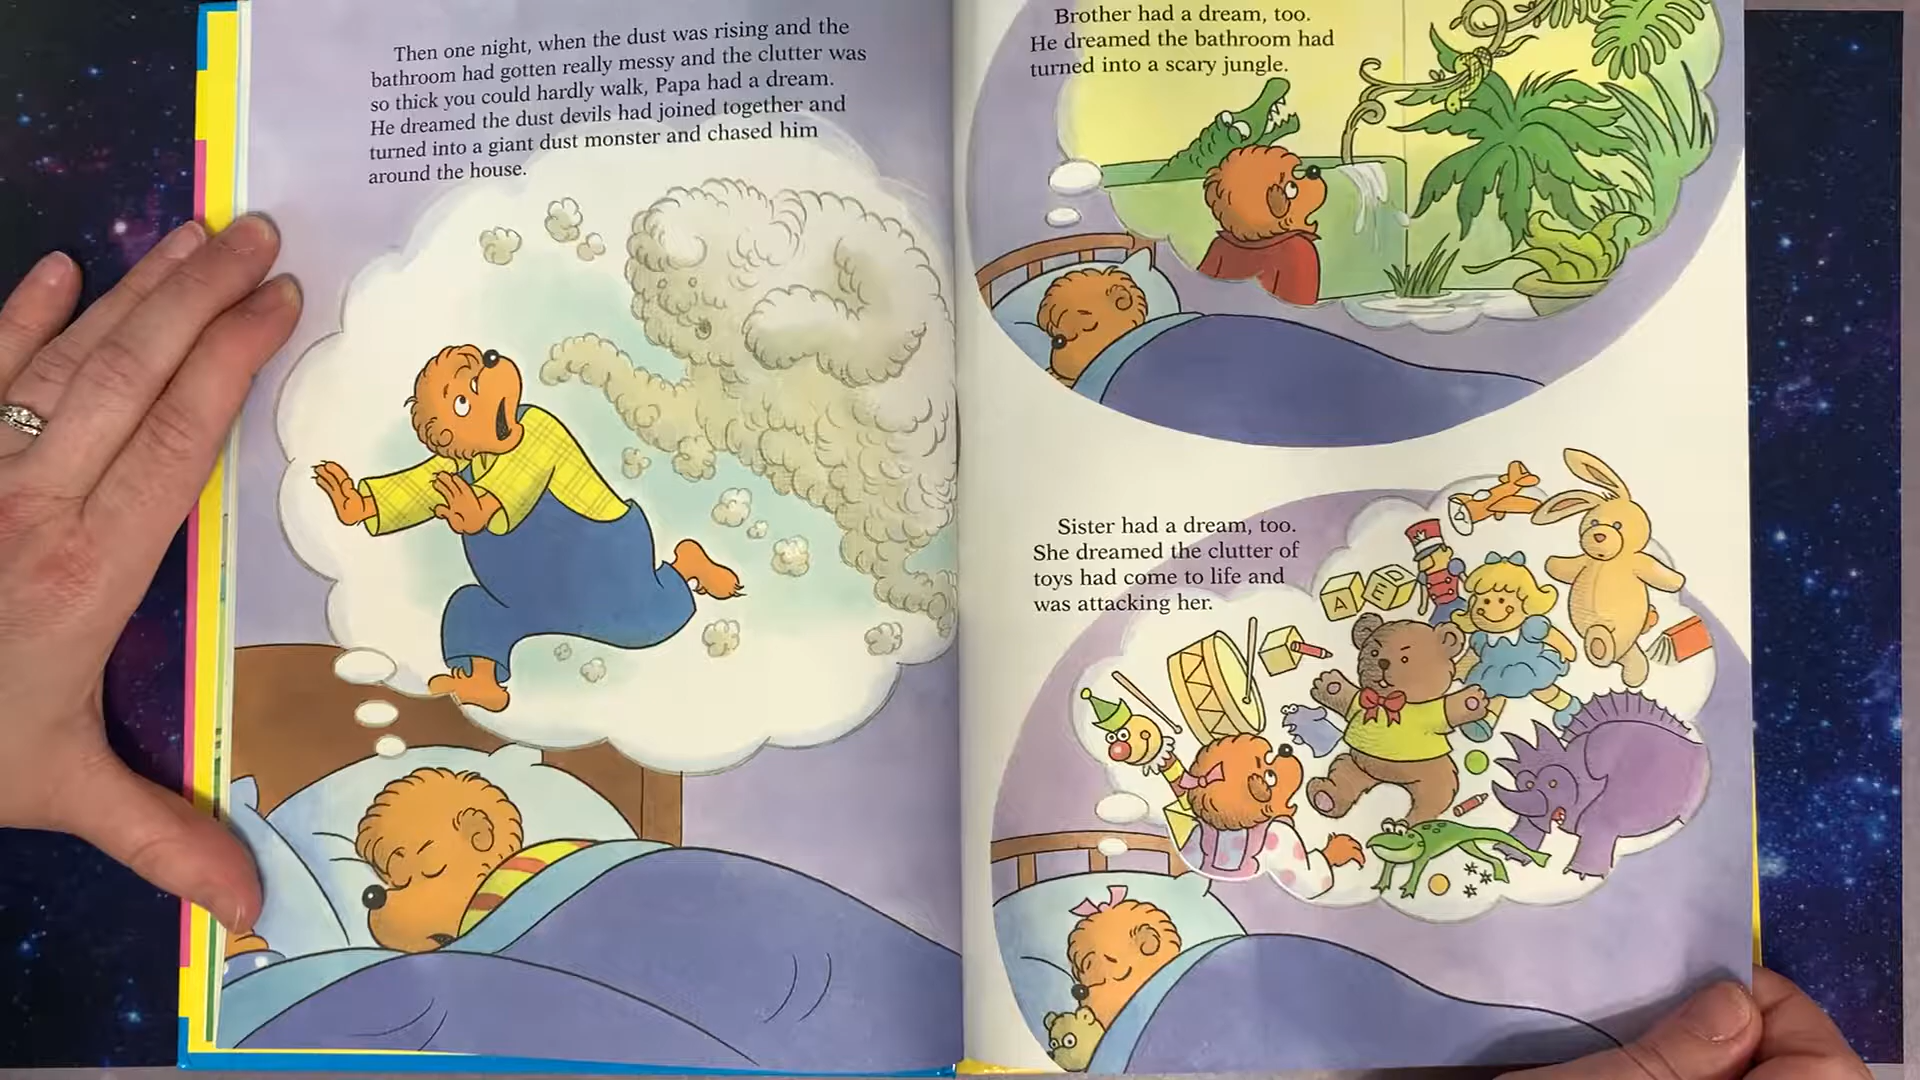 Then one night, when the dust was rising and the
bathroom had gotten really messy and the clutter was
so thick you could hardly walk, Papa had a dream.
He dreamed the dust devils had joined together and
turned into a giant dust monster and chased him
around the house.
Brother had a dream, too.
He dreamed the bathroom had
turned into a scary jungle.
Sister had a dream, too.
She dreamed the clutter of
toys had come to life and
was attacking her.
A
E D